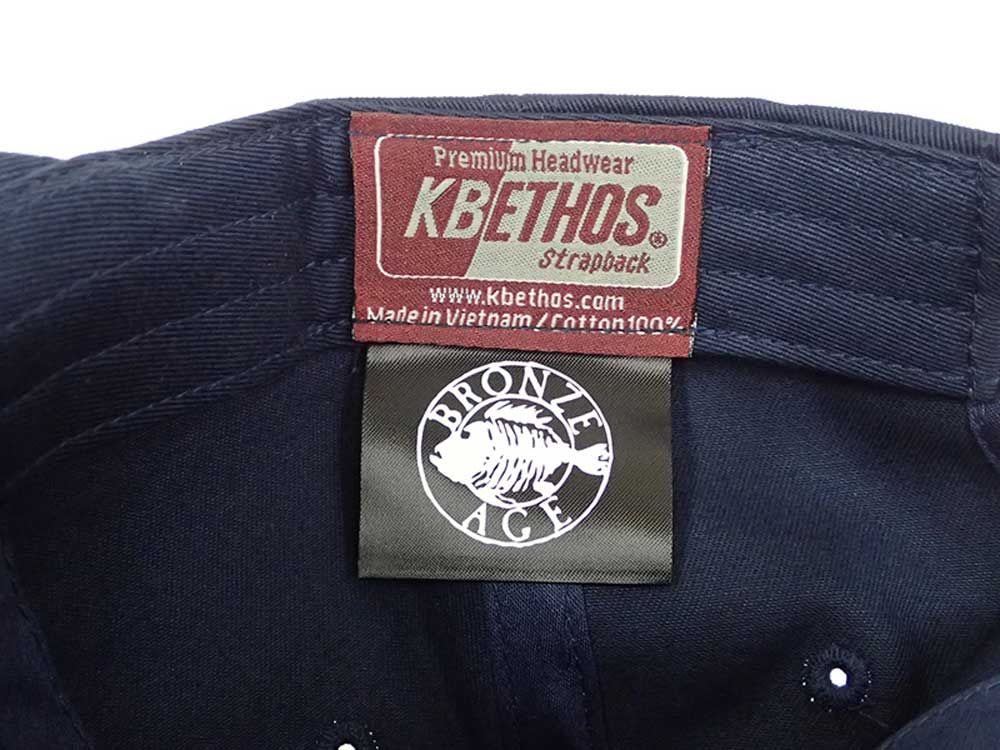 Premium Headwear
KBETHOS®
Strapback
www.kbethos.com
Made in Vietnam/Cotton100%
BRONZE
AGE